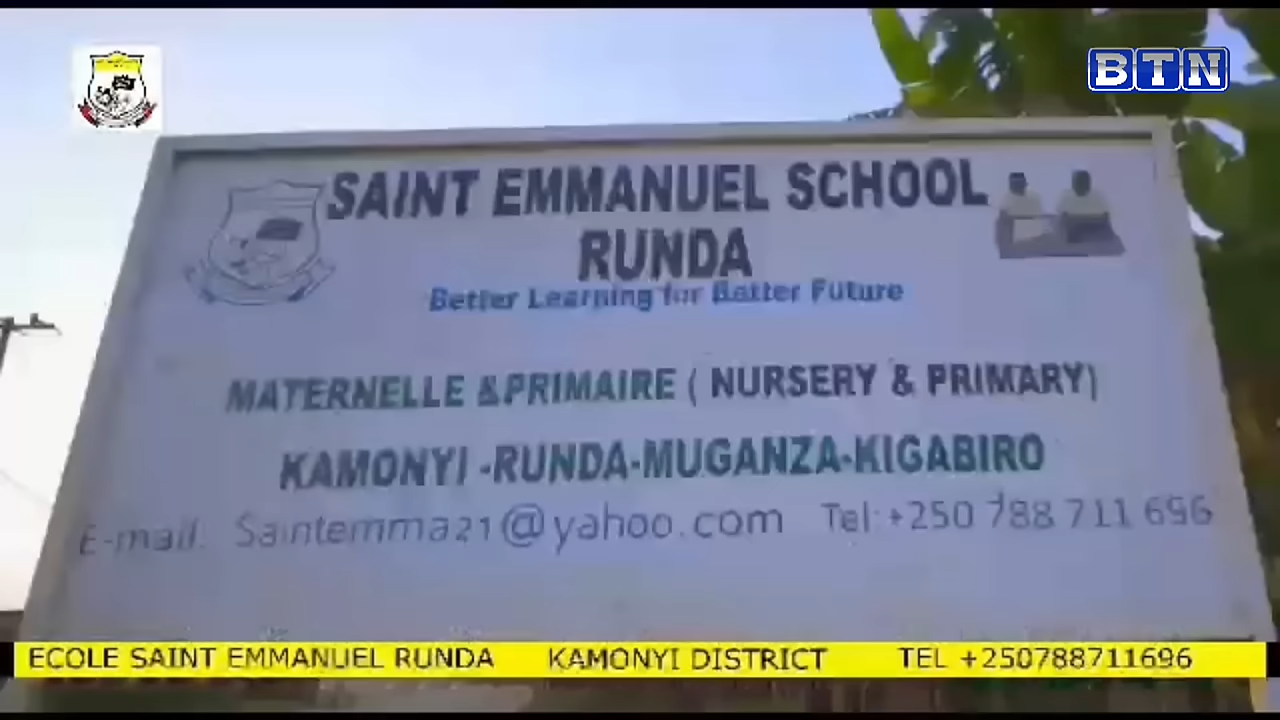 BTN
SAINT EMMANUEL SCHOOL
RUNDA
Better Learning for Better Future
MATERNELLE &PRIMAIRE ( NURSERY & PRIMARY)
KAMONYI -RUNDA-MUGANZA-KIGABIRO
E-mail: Saintemma21@yahoo.com Tel:+250 788 711 696
ECOLE SAINT EMMANUEL RUNDA KAMONYI DISTRICT TEL +250788711696